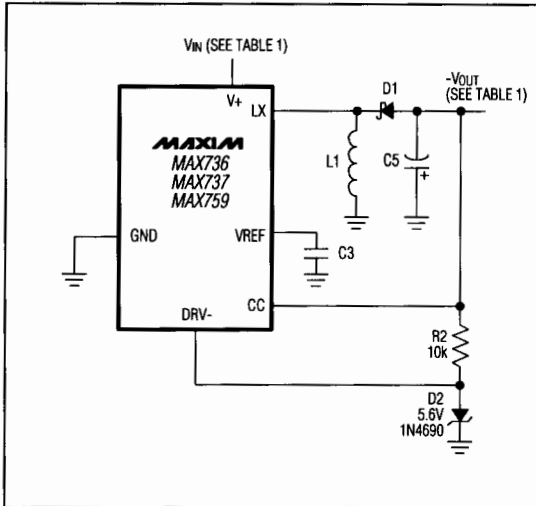 VIN (SEE TABLE 1)
V+
LX
D1
-VOUT
(SEE TABLE 1)
MAXIM
MAX736
MAX737
MAX759
L1
C5
+
GND
VREF
C3
CC
DRV-
R2
10k
D2
5.6V
1N4690